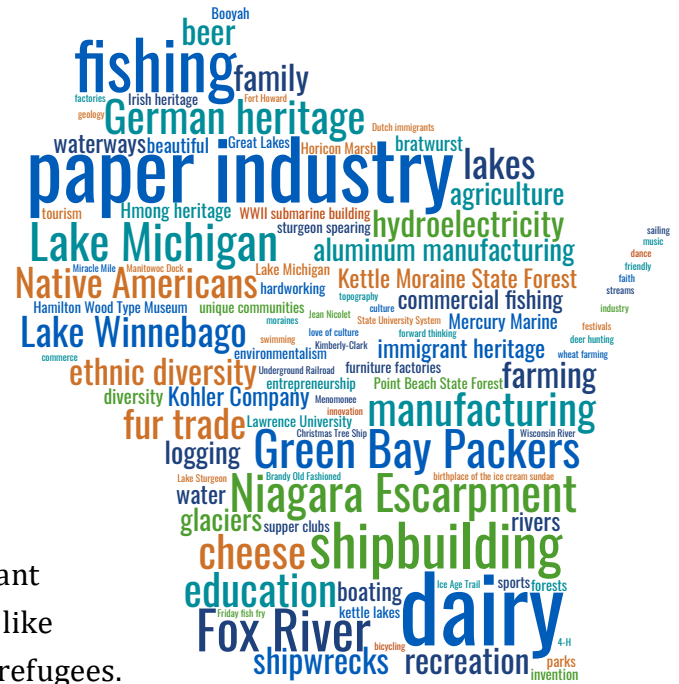 Booyah
beer
fishing family
factories Irish heritage Fort Howard
geology German heritage Dutch immigrants
waterways beautiful Great Lakes Horicon Marsh bratwurst
paper industry lakes
agriculture
tourism Hmong heritage WWII submarine building
sturgeon spearing hydroelectricity
sailing
music
Lake Michigan aluminum manufacturing
dance
friendly
Miracle Mile Manitowoc Dock Lake Michigan
faith
Native Americans hardworking Kettle Moraine State Forest
streams
topography commercial fishing
Hamilton Wood Type Museum unique communities Jean Nicolet culture
industry
moraines State University System Mercury Marine
festivals
Lake Winnebago love of culture forward thinking
swimming Kimberly-Clark
deer hunting
environmentalism immigrant heritage
wheat farming
commerce
ethnic diversity Underground Railroad furniture factories
entrepreneurship Point Beach State Forest farming
diversity Kohler Company Menomonee
innovation manufacturing
fur trade Lawrence University
Christmas Tree Ship Wisconsin River
logging Green Bay Packers
Lake Sturgeon Brandy Old Fashioned birthplace of the ice cream sundae
water Niagara Escarpment
glaciers supper clubs rivers
cheese shipbuilding
ant
education boating Ice Age Trail sports forests
Friday fish fry kettle lakes dairy
like
Fox River
4-H
bicycling
refugees.
shipwrecks recreation parks
invention